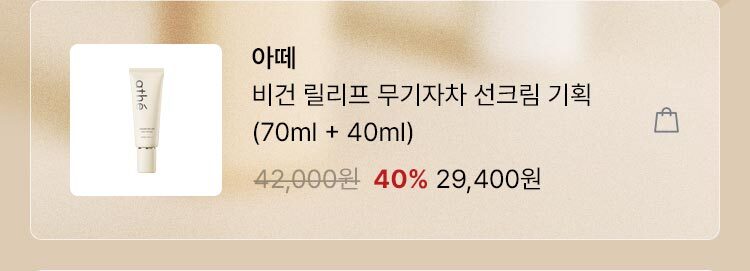 아떼
비건 릴리프 무기자차 선크림 기획
(70ml + 40ml)
42,000원 40% 29,400원
athé